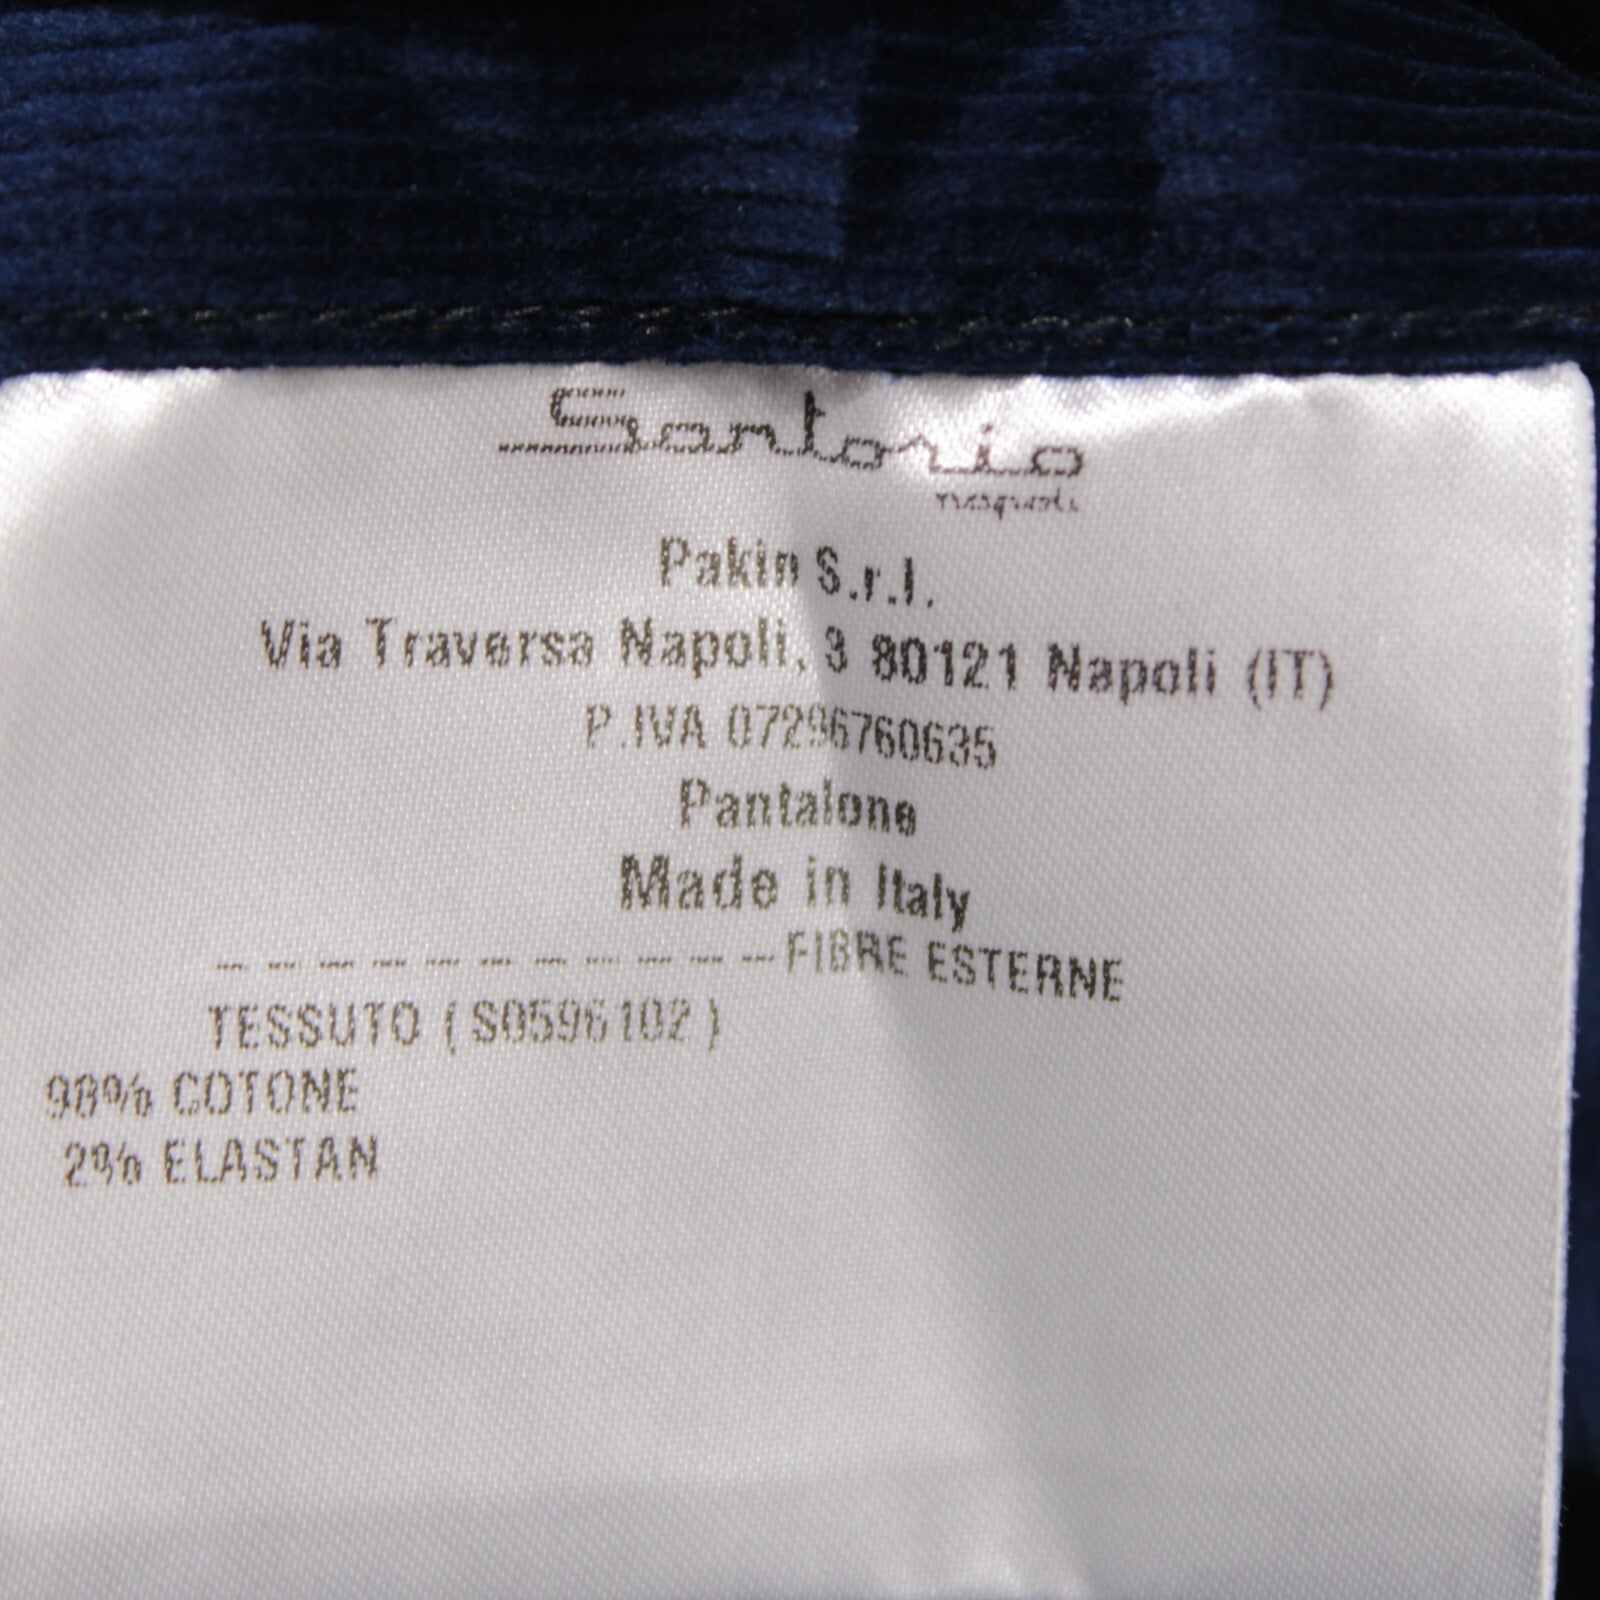 Sartorio
napoli
Pakin S.r.l.
Via Traversa Napoli, 3 80121 Napoli (IT)
P.IVA 07296760635
Pantalone
Made in Italy
--- --- --- --- --- --- --- --- --- --- ---FIBRE ESTERNE
TESSUTO ( S0596102 )
98% COTONE
2% ELASTAN